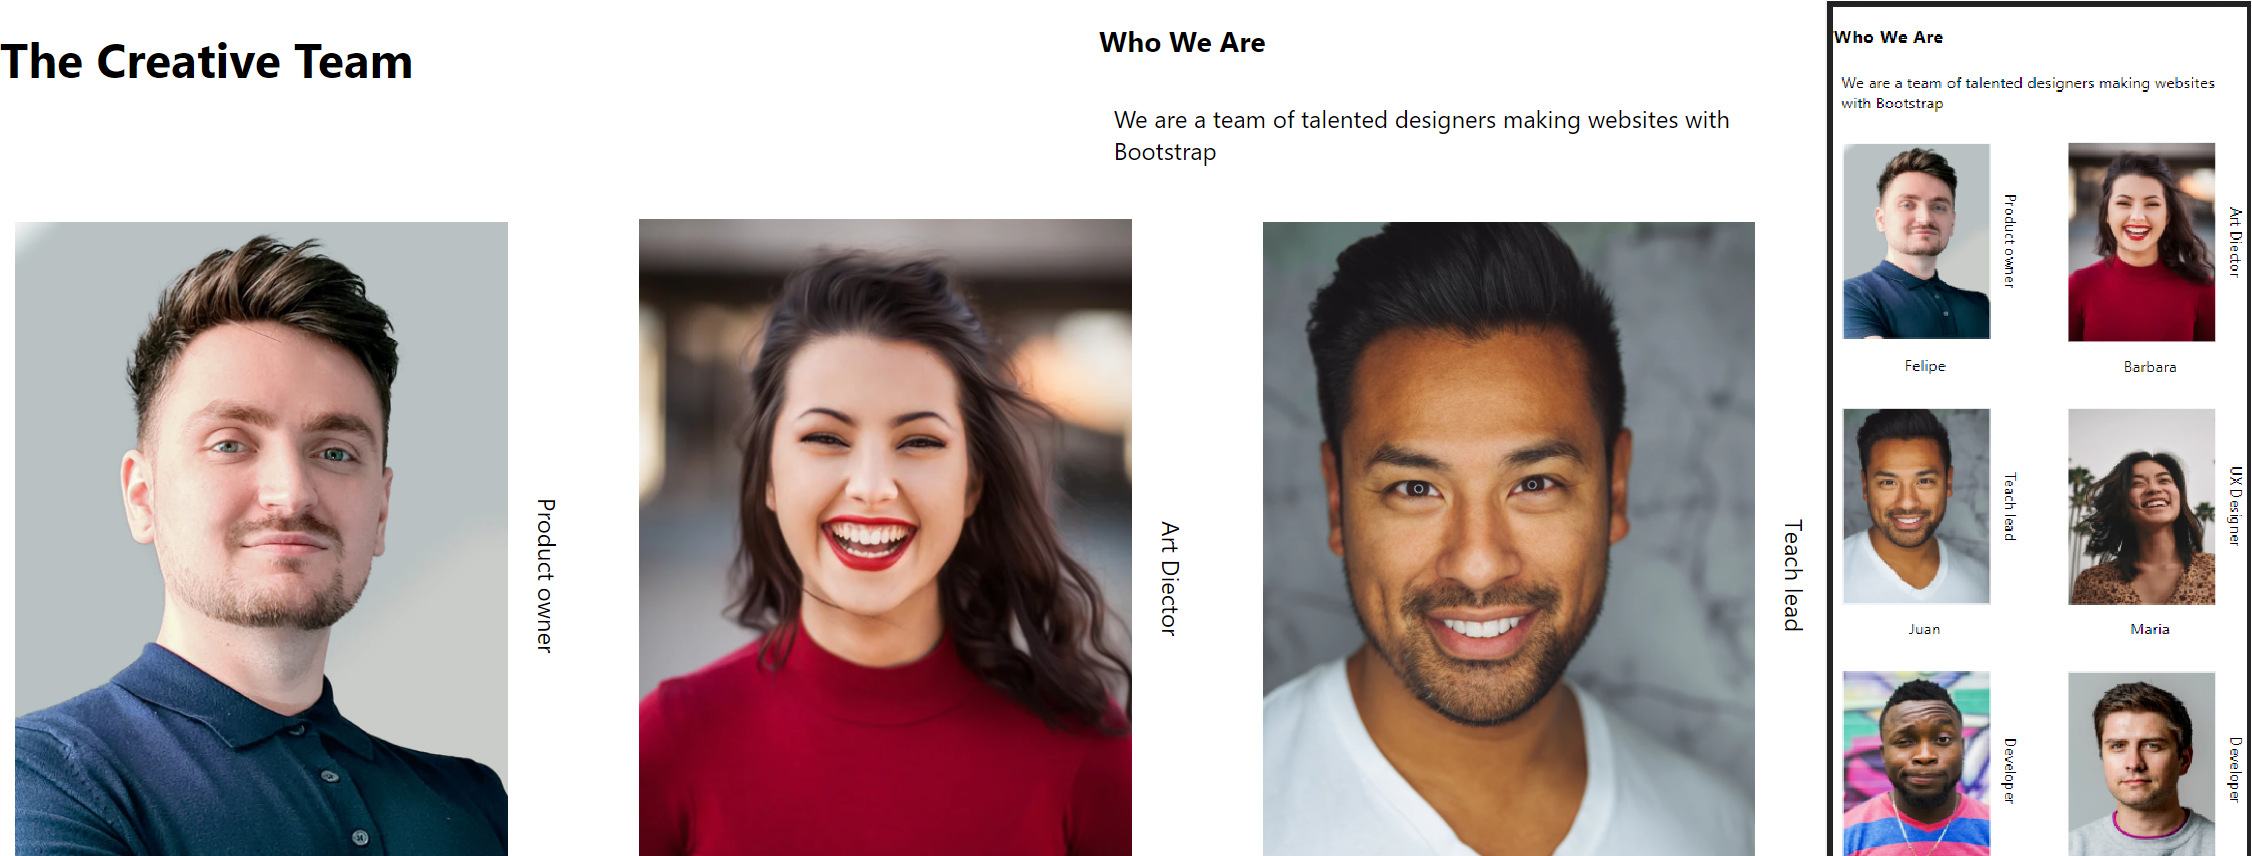 The Creative Team
Who We Are
We are a team of talented designers making websites with
Bootstrap
Product owner
Art Diector
Teach lead
Who We Are
We are a team of talented designers making websites
with Bootstrap
Product owner
Art Diector
Felipe
Barbara
Teach lead
UX Designer
Juan
Maria
Developer
Developer